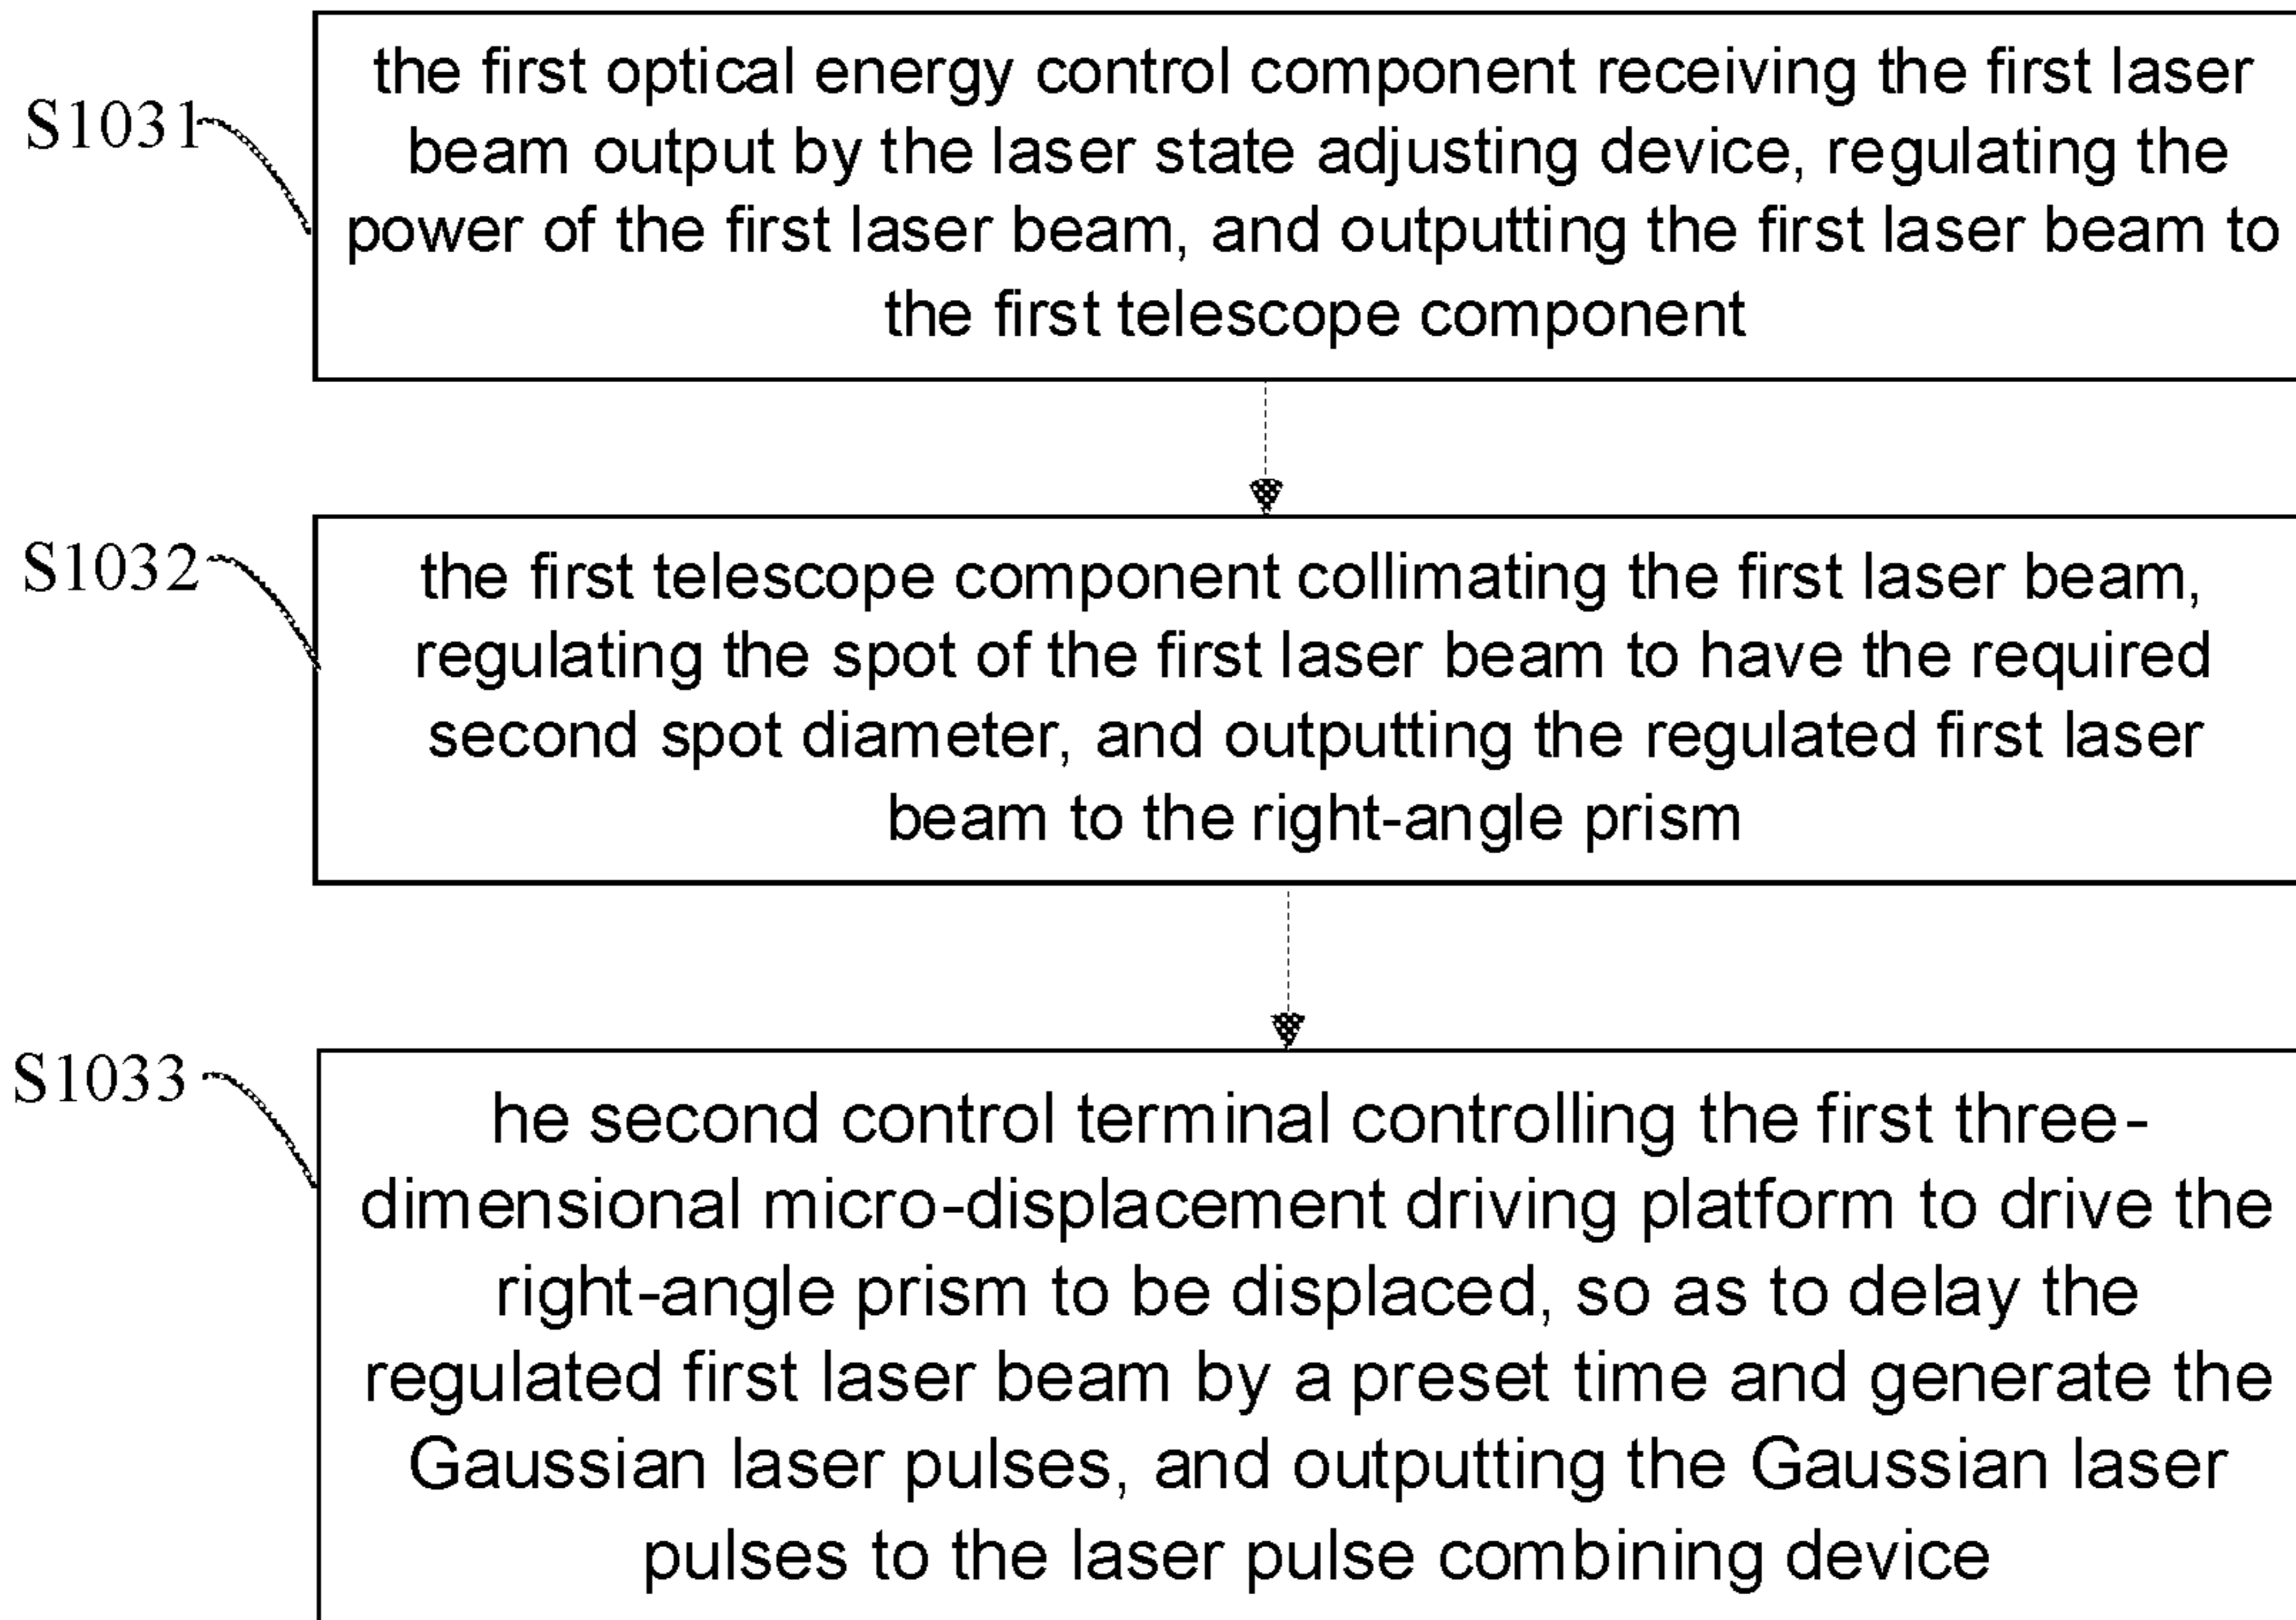 S1031
the first optical energy control component receiving the first laser
beam output by the laser state adjusting device, regulating the
power of the first laser beam, and outputting the first laser beam to
the first telescope component
S1032
the first telescope component collimating the first laser beam,
regulating the spot of the first laser beam to have the required
second spot diameter, and outputting the regulated first laser
beam to the right-angle prism
S1033
he second control terminal controlling the first three-
dimensional micro-displacement driving platform to drive the
right-angle prism to be displaced, so as to delay the
regulated first laser beam by a preset time and generate the
Gaussian laser pulses, and outputting the Gaussian laser
pulses to the laser pulse combining device